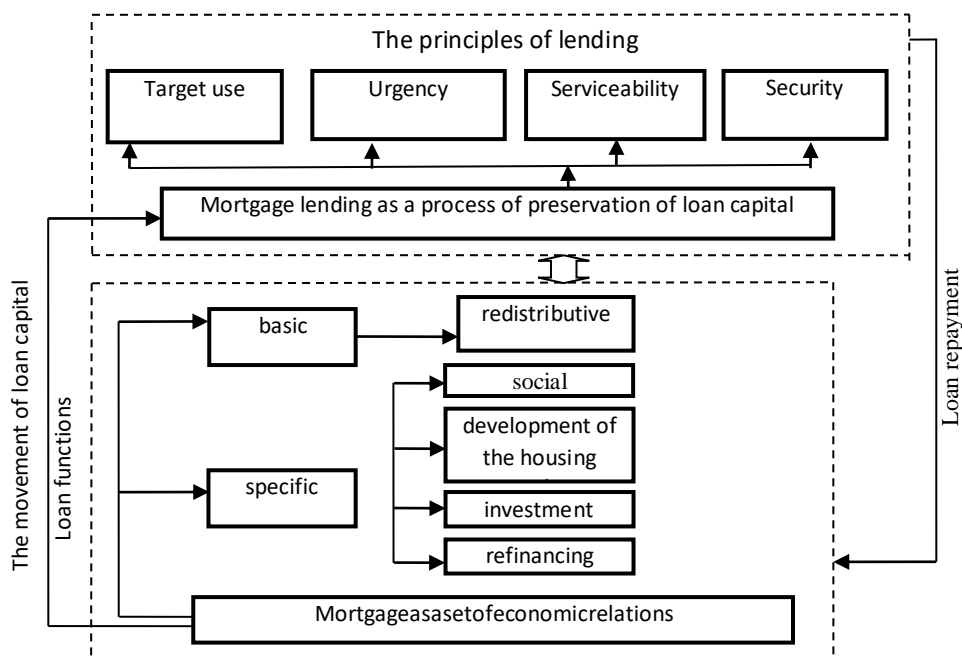 The principles of lending
Target use
Urgency
Serviceability
Security
Mortgage lending as a process of preservation of loan capital
The movement of loan capital
Loan functions
basic
redistributive
social
development of
the housing
specific
investment
refinancing
Mortgageasasetofeconomicrelations
Loan repayment